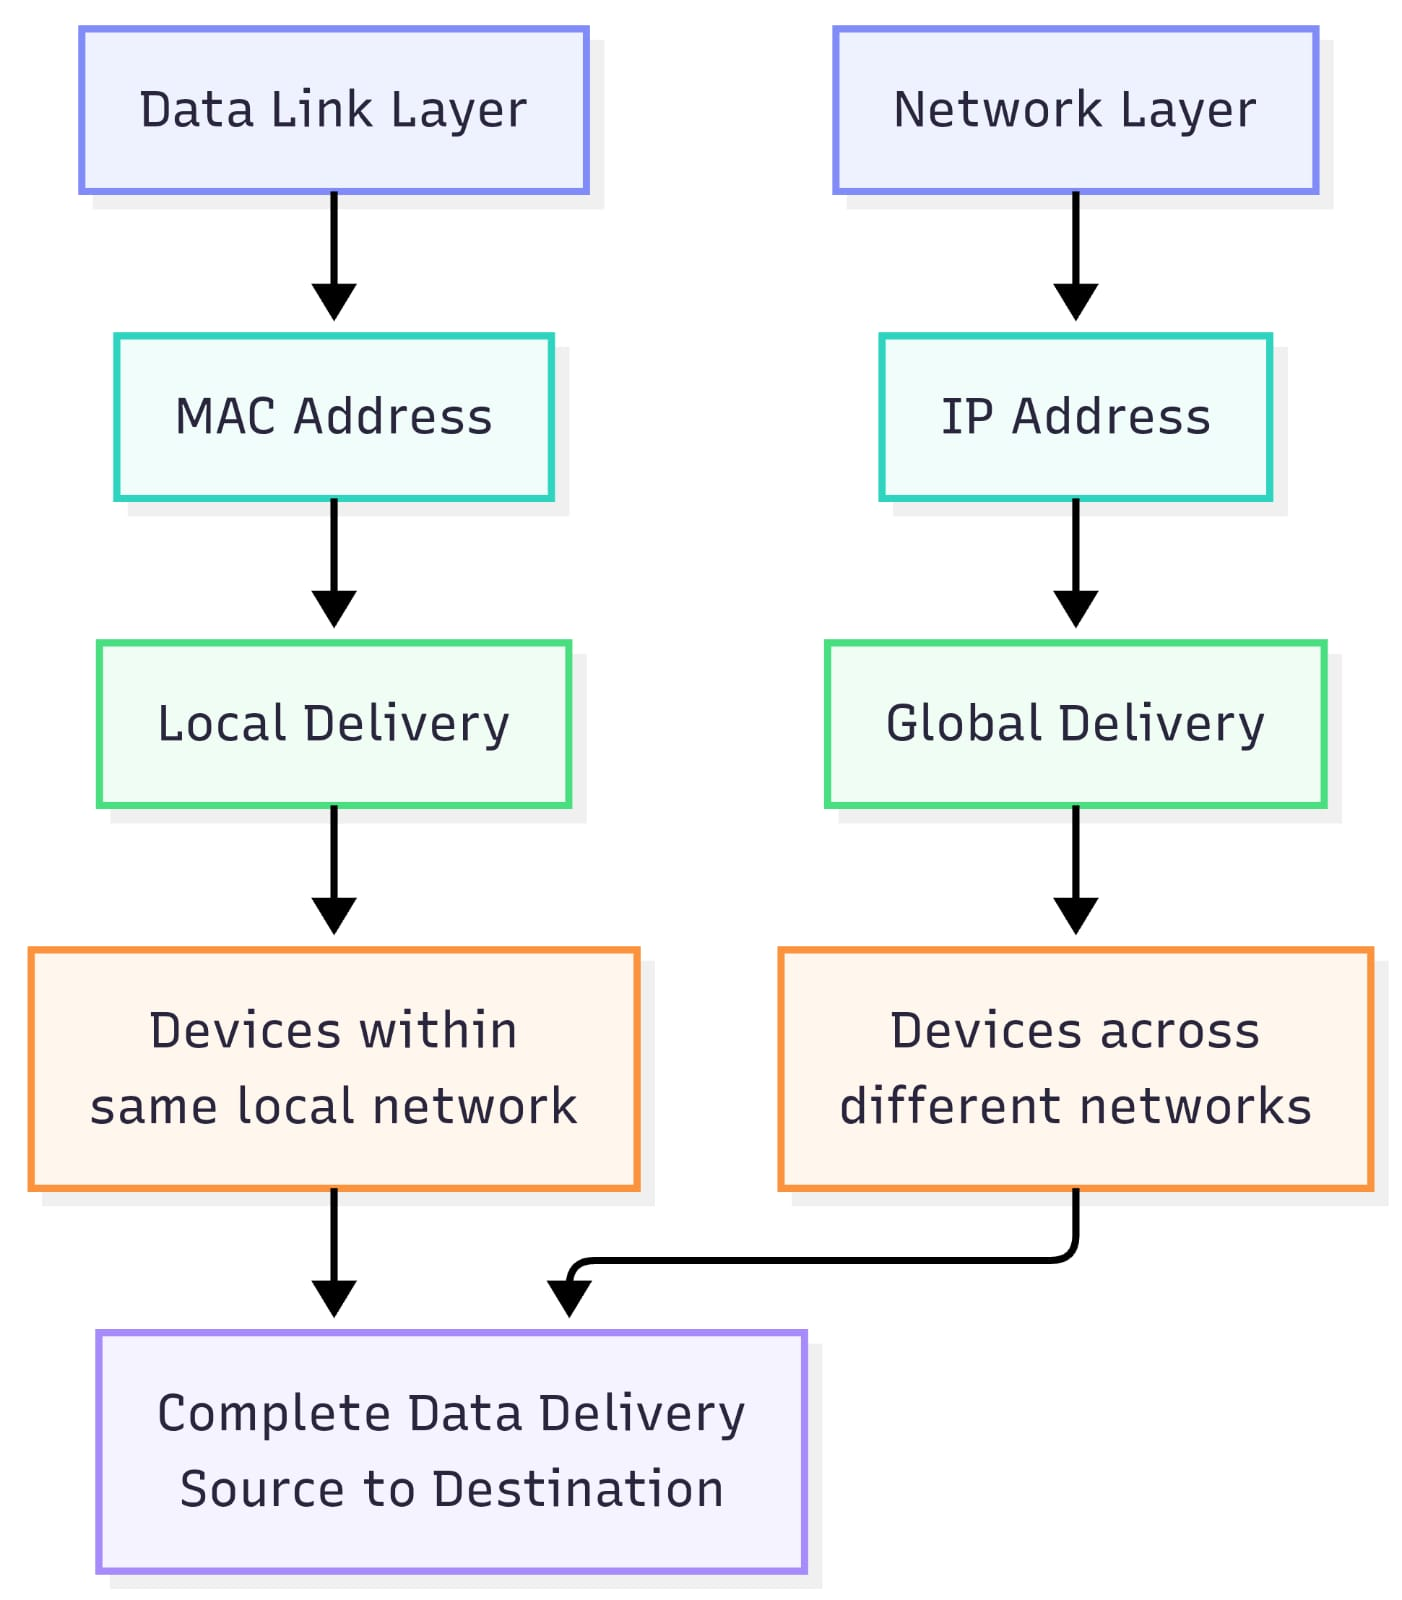 Data Link Layer
Network Layer
MAC Address
IP Address
Local Delivery
Global Delivery
Devices within
same local network
Devices across
different networks
Complete Data Delivery
Source to Destination